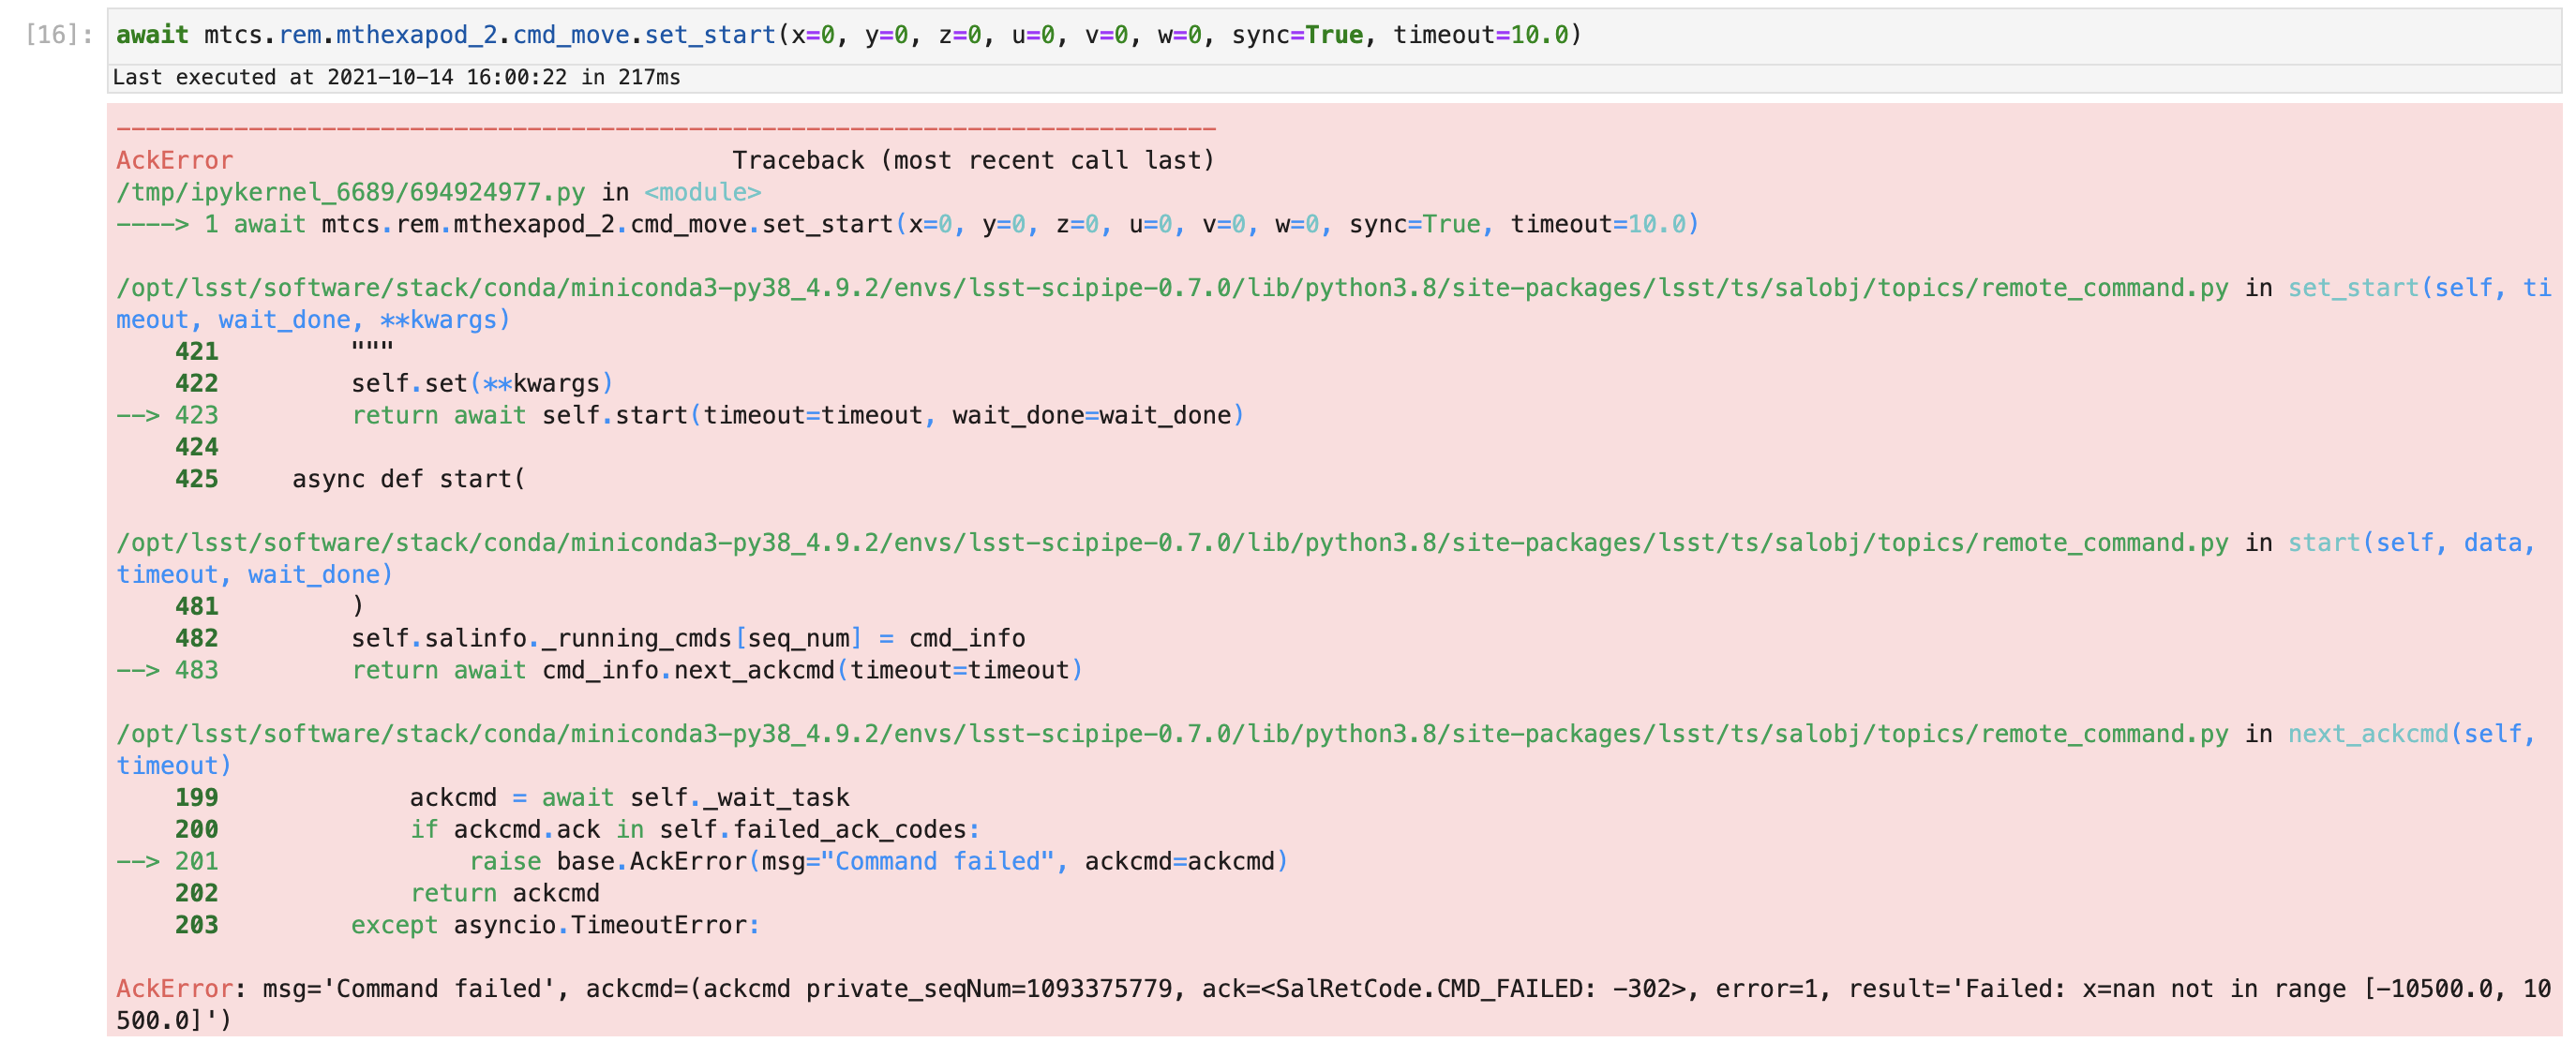 [16]: await mtcs.rem.mthexapod_2.cmd_move.set_start(x=0, y=0, z=0, u=0, v=0, w=0, sync=True, timeout=10.0)
Last executed at 2021-10-14 16:00:22 in 217ms
---------------------------------------------------------------------------
AckError                                  Traceback (most recent call last)
/tmp/ipykernel_6689/694924977.py in <module>
----> 1 await mtcs.rem.mthexapod_2.cmd_move.set_start(x=0, y=0, z=0, u=0, v=0, w=0, sync=True, timeout=10.0)
/opt/lsst/software/stack/conda/miniconda3-py38_4.9.2/envs/lsst-scipipe-0.7.0/lib/python3.8/site-packages/lsst/ts/salobj/topics/remote_command.py in set_start(self, ti
meout, wait_done, **kwargs)
    421         """
    422         self.set(**kwargs)
--> 423         return await self.start(timeout=timeout, wait_done=wait_done)
    424
    425     async def start(
/opt/lsst/software/stack/conda/miniconda3-py38_4.9.2/envs/lsst-scipipe-0.7.0/lib/python3.8/site-packages/lsst/ts/salobj/topics/remote_command.py in start(self, data,
timeout, wait_done)
    481         )
    482         self.salinfo._running_cmds[seq_num] = cmd_info
--> 483         return await cmd_info.next_ackcmd(timeout=timeout)
/opt/lsst/software/stack/conda/miniconda3-py38_4.9.2/envs/lsst-scipipe-0.7.0/lib/python3.8/site-packages/lsst/ts/salobj/topics/remote_command.py in next_ackcmd(self,
timeout)
    199             ackcmd = await self._wait_task
    200             if ackcmd.ack in self.failed_ack_codes:
--> 201                 raise base.AckError(msg="Command failed", ackcmd=ackcmd)
    202             return ackcmd
    203         except asyncio.TimeoutError:
AckError: msg='Command failed', ackcmd=(ackcmd private_seqNum=1093375779, ack=<SalRetCode.CMD_FAILED: -302>, error=1, result='Failed: x=nan not in range [-10500.0, 10
500.0]')